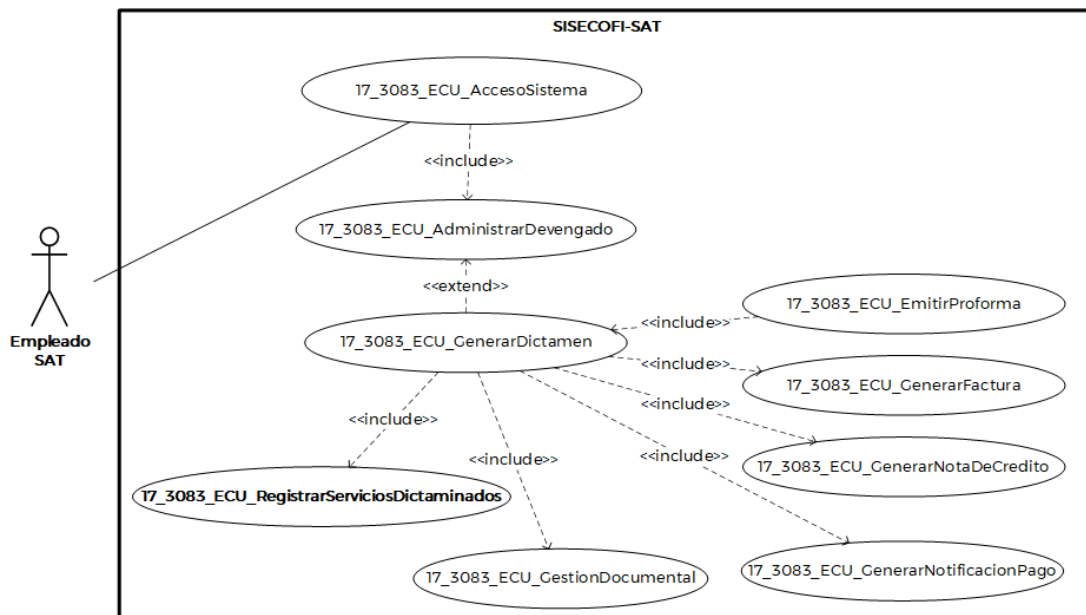 SISECOFI-SAT
17_3083_ECU_AccesoSistema
<<include>>
17_3083_ECU_AdministrarDevengado
<<extend>>
Empleado
SAT
17_3083_ECU_GenerarDictamen
17_3083_ECU_EmitirProforma
<<include>>
<<include>>
17_3083_ECU_GenerarFactura
<<include>>
<<include>>
<<include>>
<<include>>
17_3083_ECU_GenerarNotaDeCredito
17_3083_ECU_RegistrarServiciosDictaminados
17_3083_ECU_GestionDocumental
17_3083_ECU_GenerarNotificacionPago